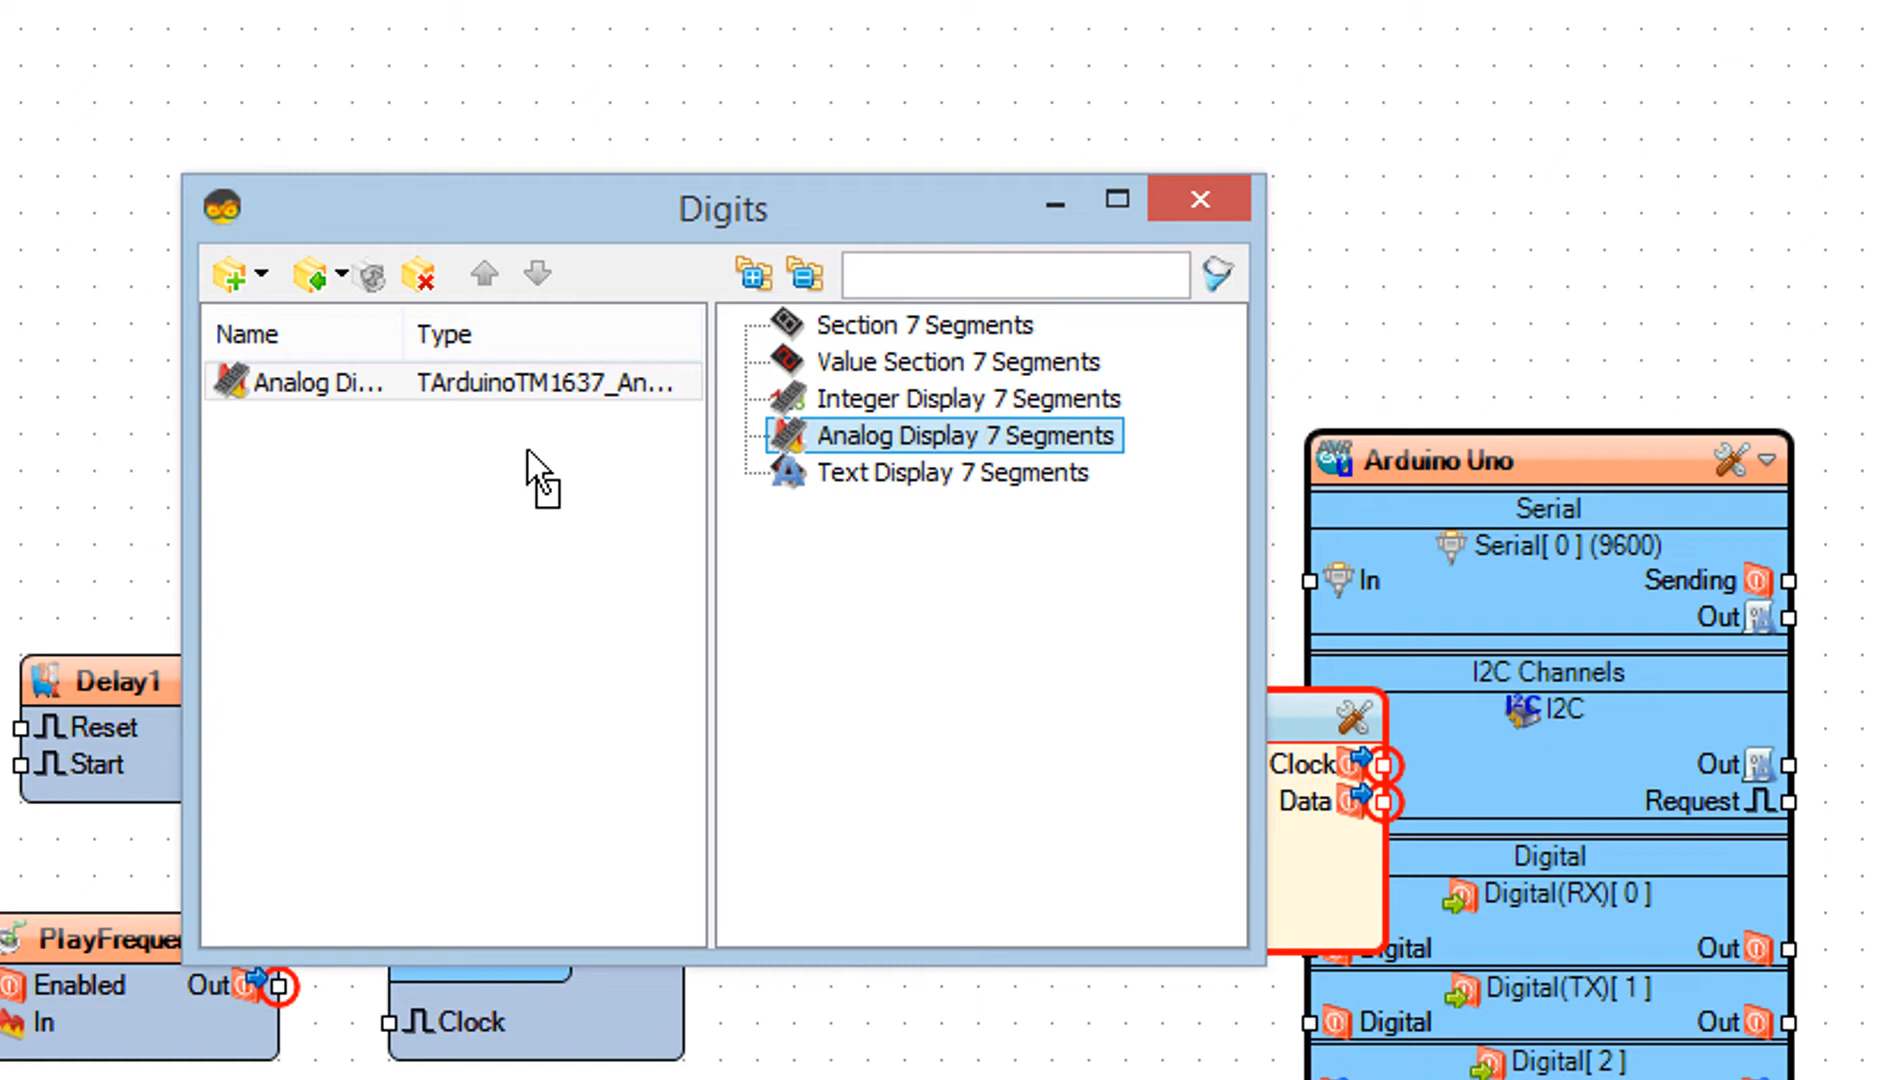 Digits
Name Type
Analog Di... TArduinoTM1637_An...
Section 7 Segments
Value Section 7 Segments
Integer Display 7 Segments
Analog Display 7 Segments
Text Display 7 Segments
Arduino Uno
Serial
Serial[ 0 ] (9600)
In Sending
Out
I2C Channels
I2C
Out
Request
Digital
Digital(RX)[ 0 ]
Out
Digital(TX)[ 1 ]
Digital Out
Digital[ 2 ]
Clock
Data
Delay1
Reset
Start
Enabled Out
In
Clock